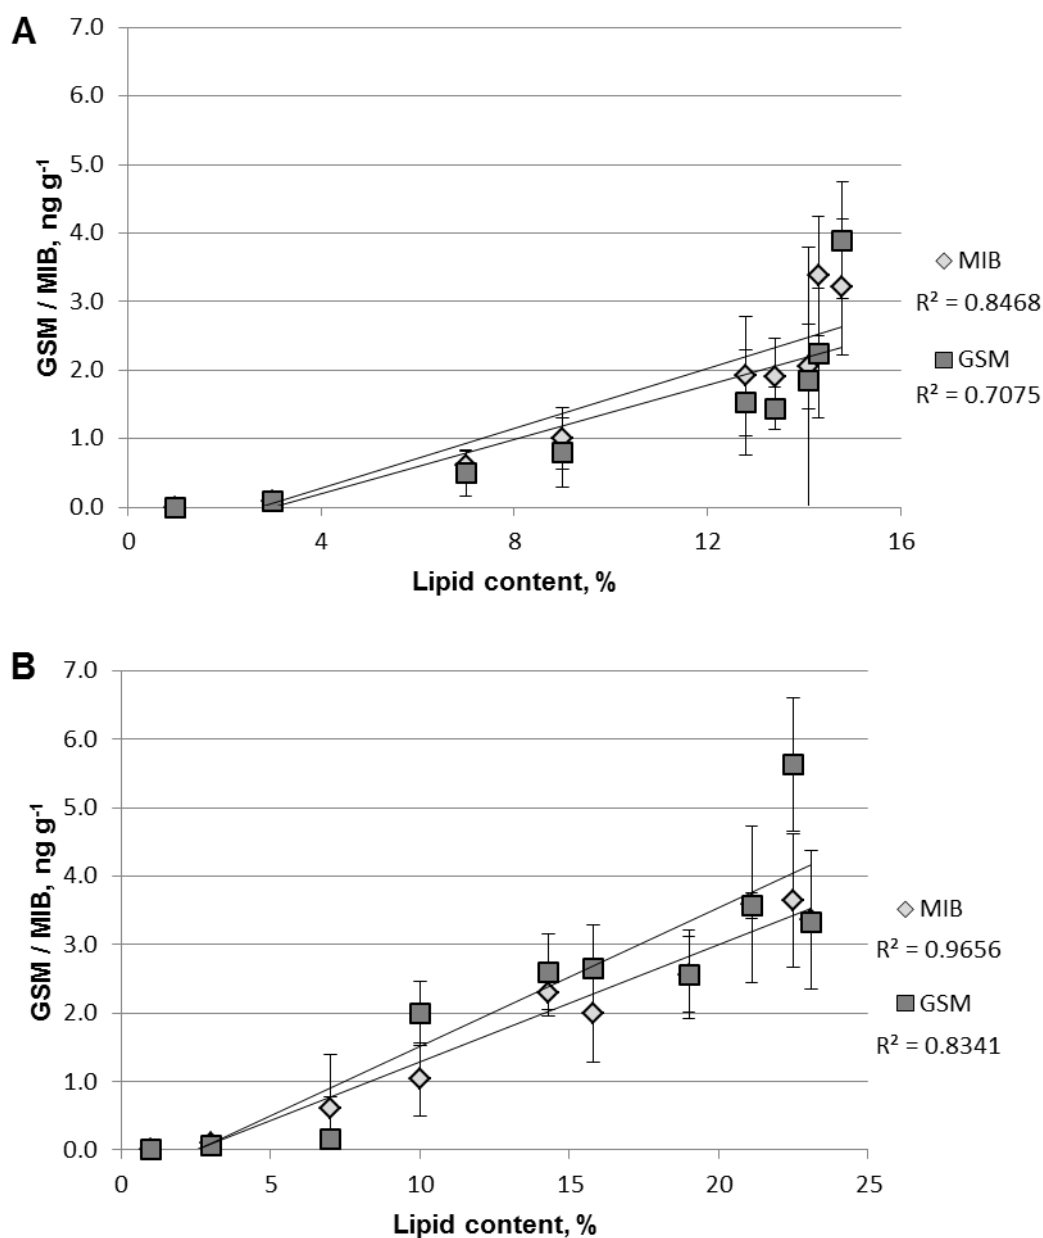 A
7.0
6.0
5.0
4.0
3.0
2.0
1.0
0.0
GSM / MIB, ng g⁻¹
0 4 8 12 16
Lipid content, %
MIB
R² = 0.8468
GSM
R² = 0.7075
B
7.0
6.0
5.0
4.0
3.0
2.0
1.0
0.0
GSM / MIB, ng g⁻¹
0 5 10 15 20 25
Lipid content, %
MIB
R² = 0.9656
GSM
R² = 0.8341